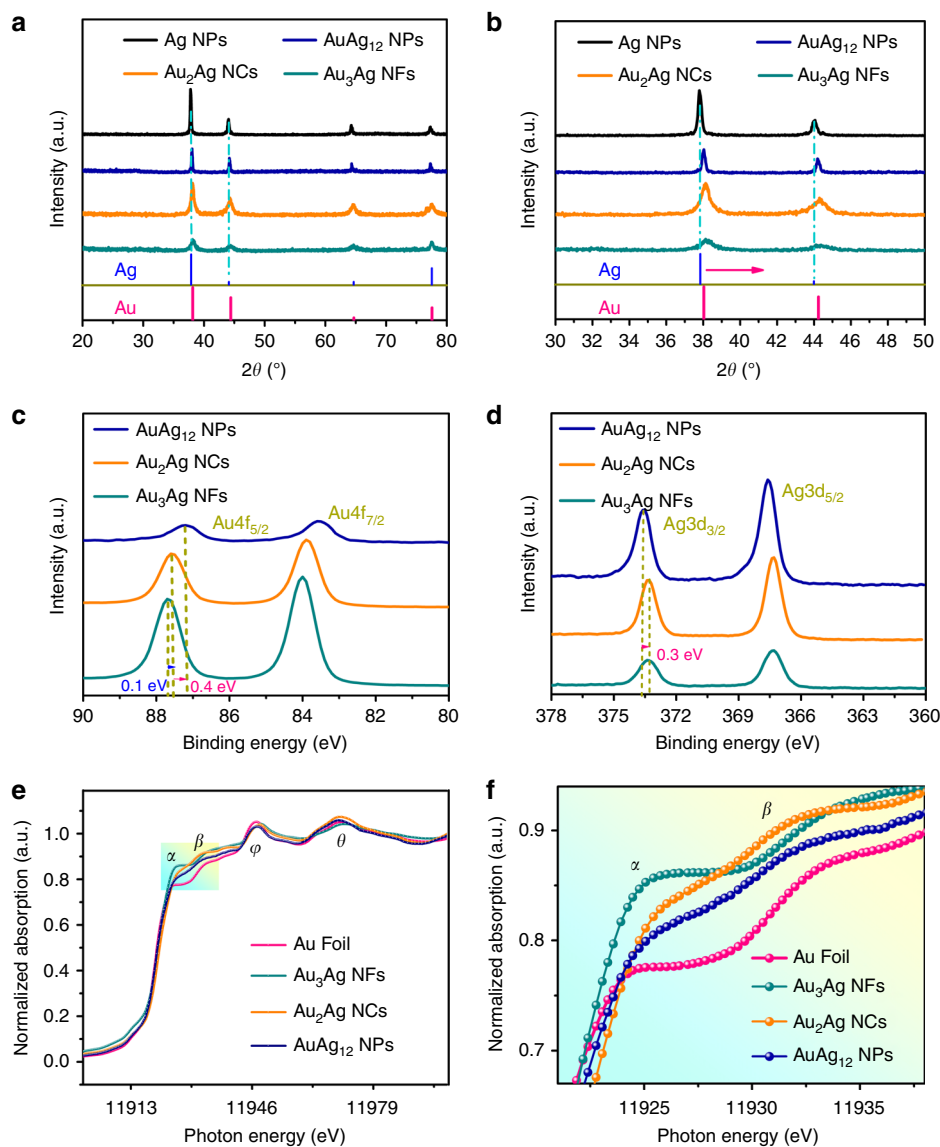 a
Ag NPs
AuAg₁₂ NPs
Au₂Ag NCs
Au₃Ag NFs
Intensity (a.u.)
Ag
Au
20 30 40 50 60 70 80
2θ (°)
b
Ag NPs
AuAg₁₂ NPs
Au₂Ag NCs
Au₃Ag NFs
Intensity (a.u.)
Ag
Au
30 32 34 36 38 40 42 44 46 48 50
2θ (°)
c
AuAg₁₂ NPs
Au₂Ag NCs
Au₃Ag NFs
Au4f₅/₂
Au4f₇/₂
Intensity (a.u.)
0.1 eV
0.4 eV
90 88 86 84 82 80
Binding energy (eV)
d
AuAg₁₂ NPs
Au₂Ag NCs
Au₃Ag NFs
Ag3d₅/₂
Ag3d₃/₂
Intensity (a.u.)
0.3 eV
378 375 372 369 366 363 360
Binding energy (eV)
e
1.0
0.8
0.6
0.4
0.2
0.0
Normalized absorption (a.u.)
α
β
φ
θ
Au Foil
Au₃Ag NFs
Au₂Ag NCs
AuAg₁₂ NPs
11913 11946 11979
Photon energy (eV)
f
0.9
0.8
0.7
Normalized absorption (a.u.)
α
β
Au Foil
Au₃Ag NFs
Au₂Ag NCs
AuAg₁₂ NPs
11925 11930 11935
Photon energy (eV)